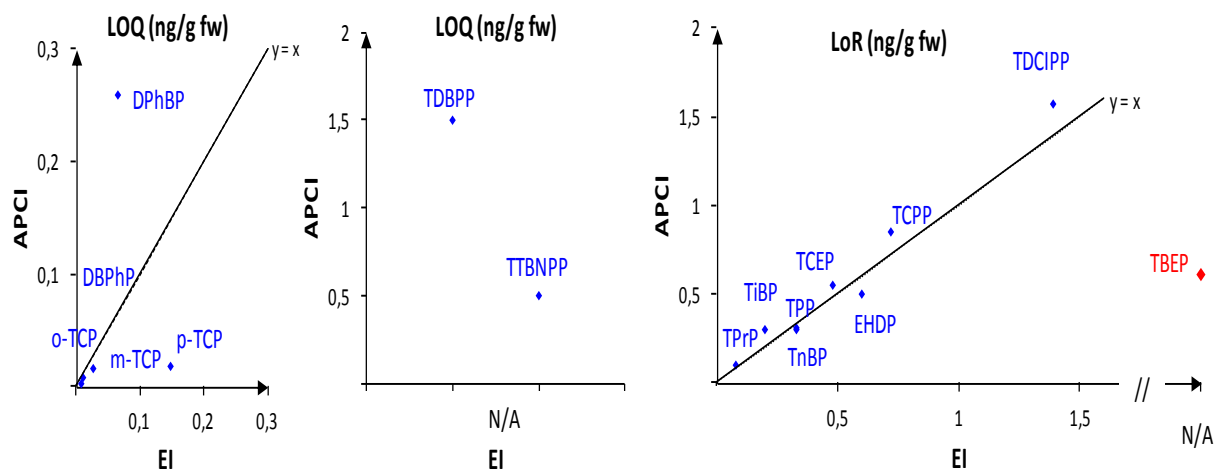 LOQ (ng/g fw)
0,3
y = x
DPhBP
0,2
APCI
0,1
DBPhP
o-TCP
m-TCP
p-TCP
0,1
0,2
0,3
EI
LOQ (ng/g fw)
2
TDBPP
1,5
APCI
1
TTBNPP
0,5
N/A
EI
LoR (ng/g fw)
2
TDCIPP
1,5
y = x
APCI
1
TCPP
TBEP
TCEP
TiBP
0,5
TPP
EHDP
TPrP
TnBP
0,5
1
1,5
//
N/A
EI